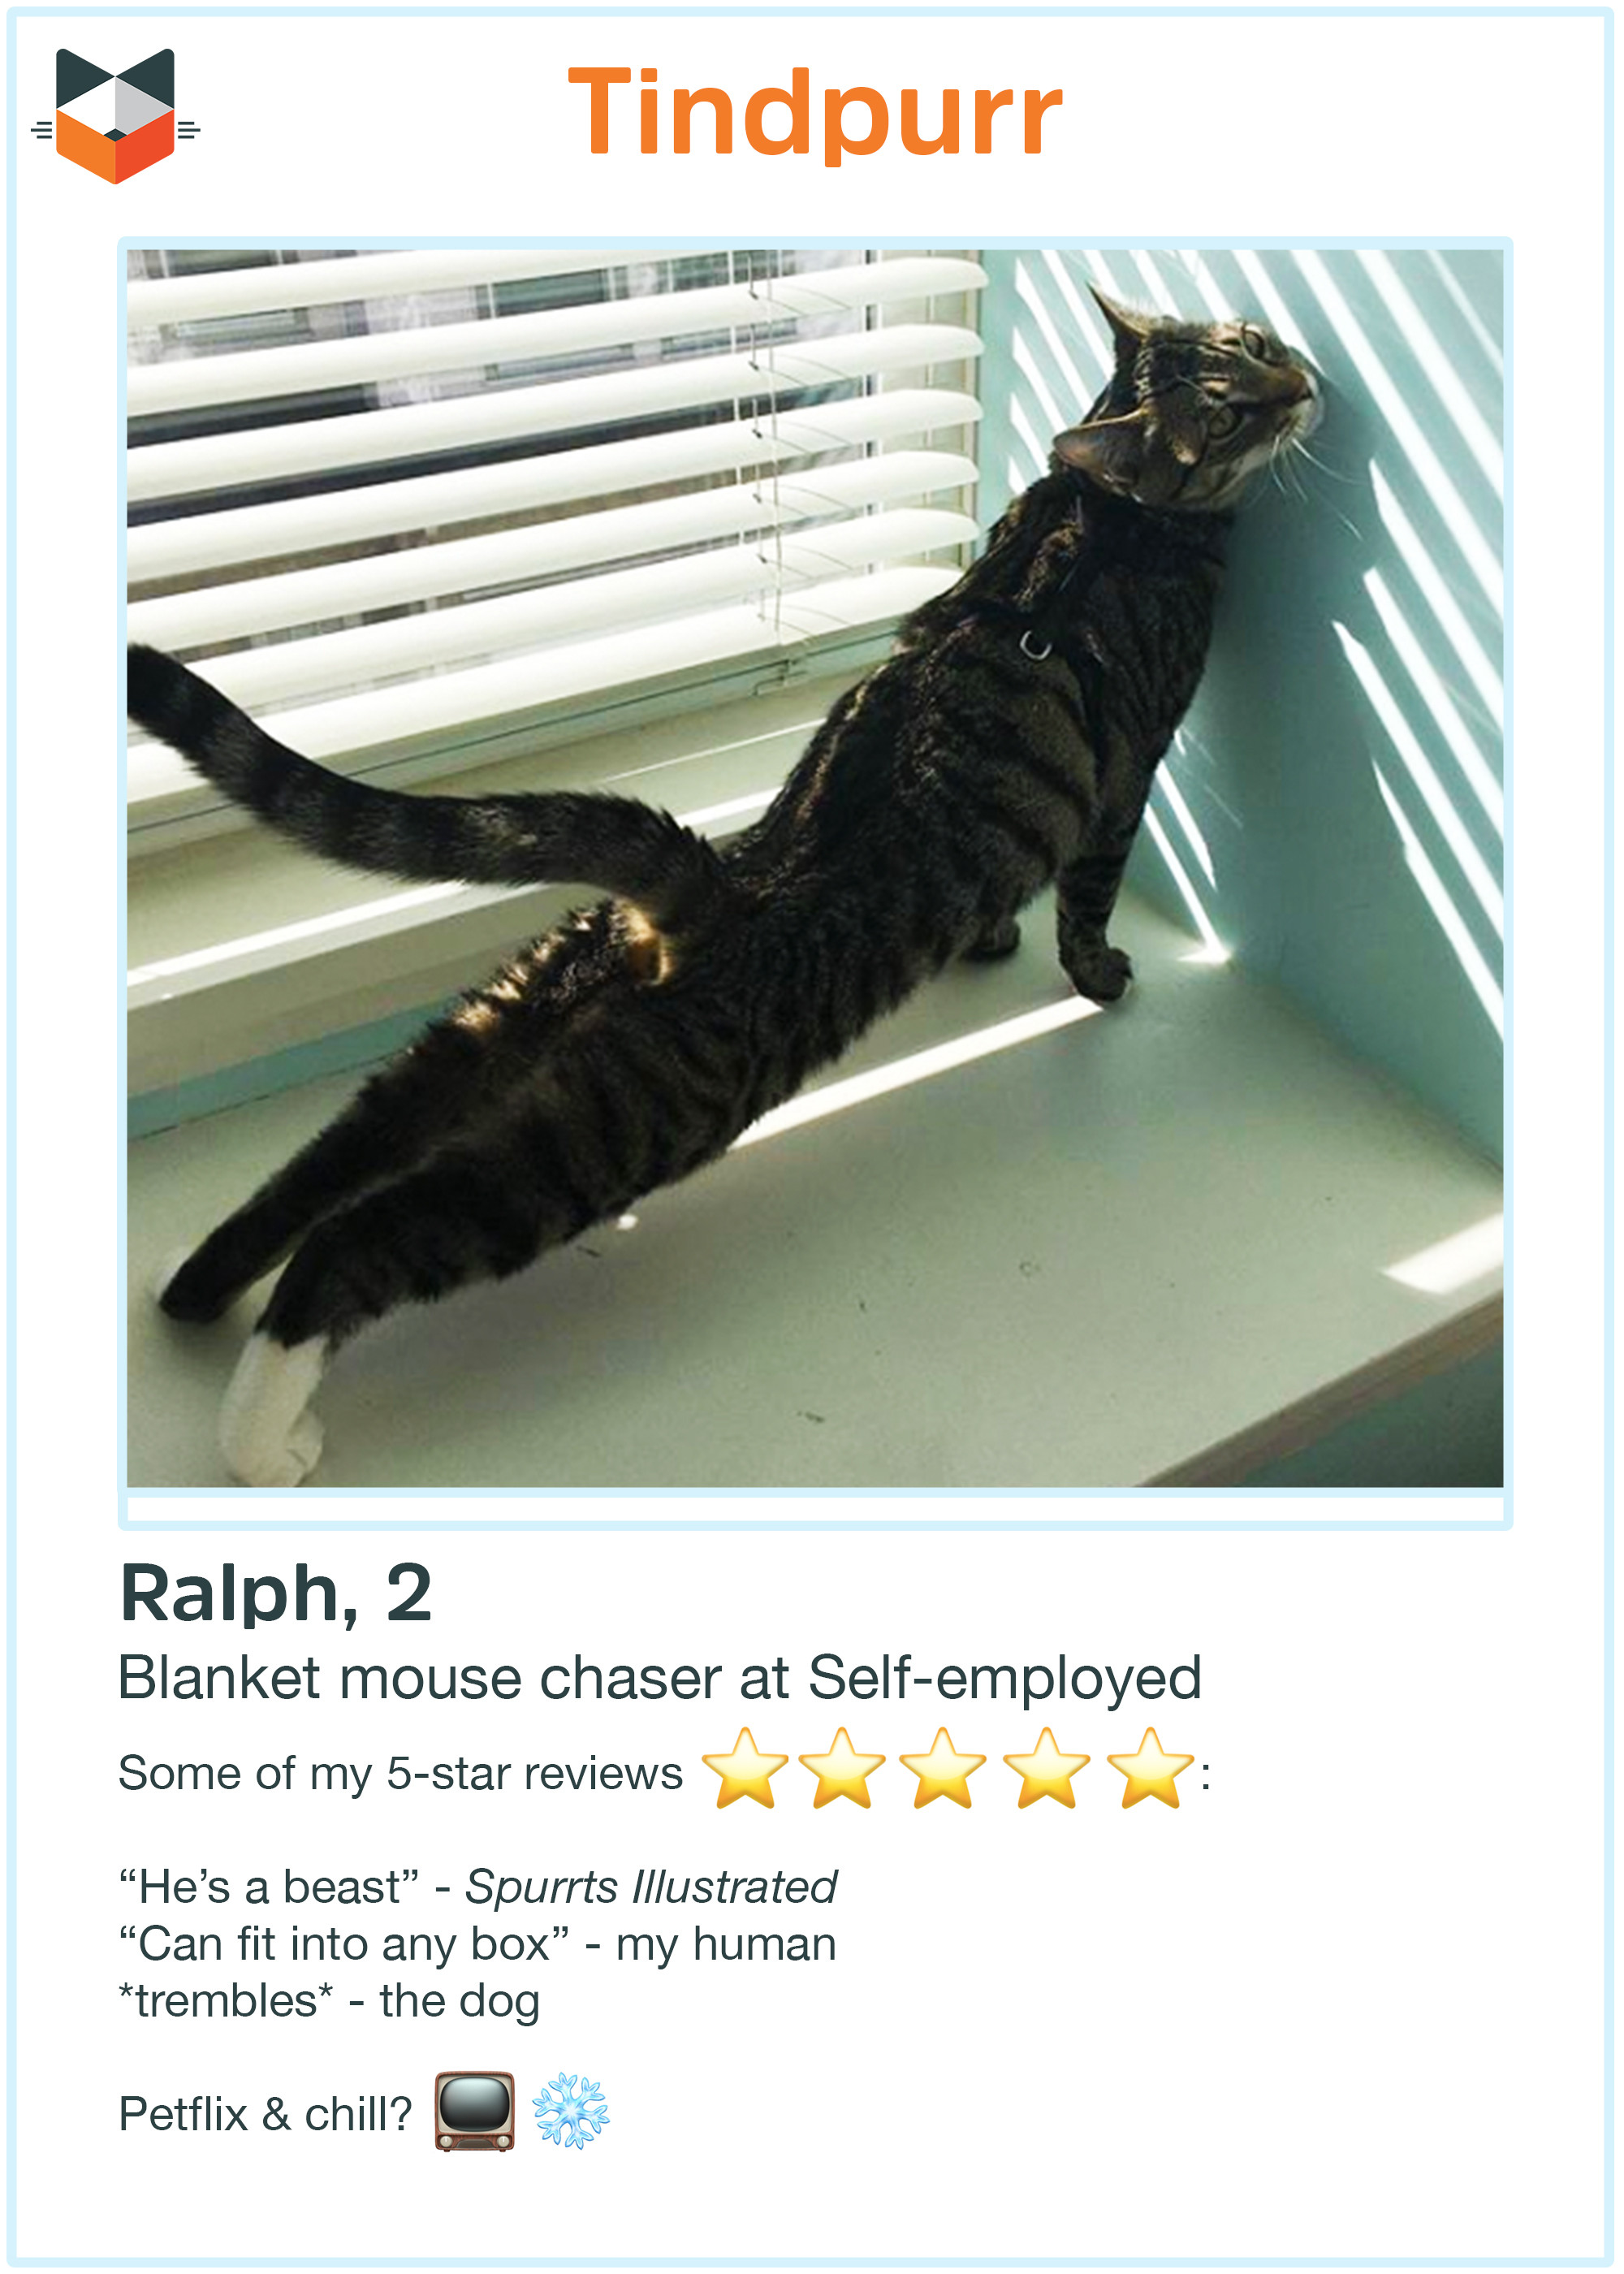 Tindpurr
Ralph, 2
Blanket mouse chaser at Self-employed
Some of my 5-star reviews ⭐⭐⭐⭐⭐:
“He’s a beast” - Spurrts Illustrated
“Can fit into any box” - my human
*trembles* - the dog
Petflix & chill? 📺 ❄️